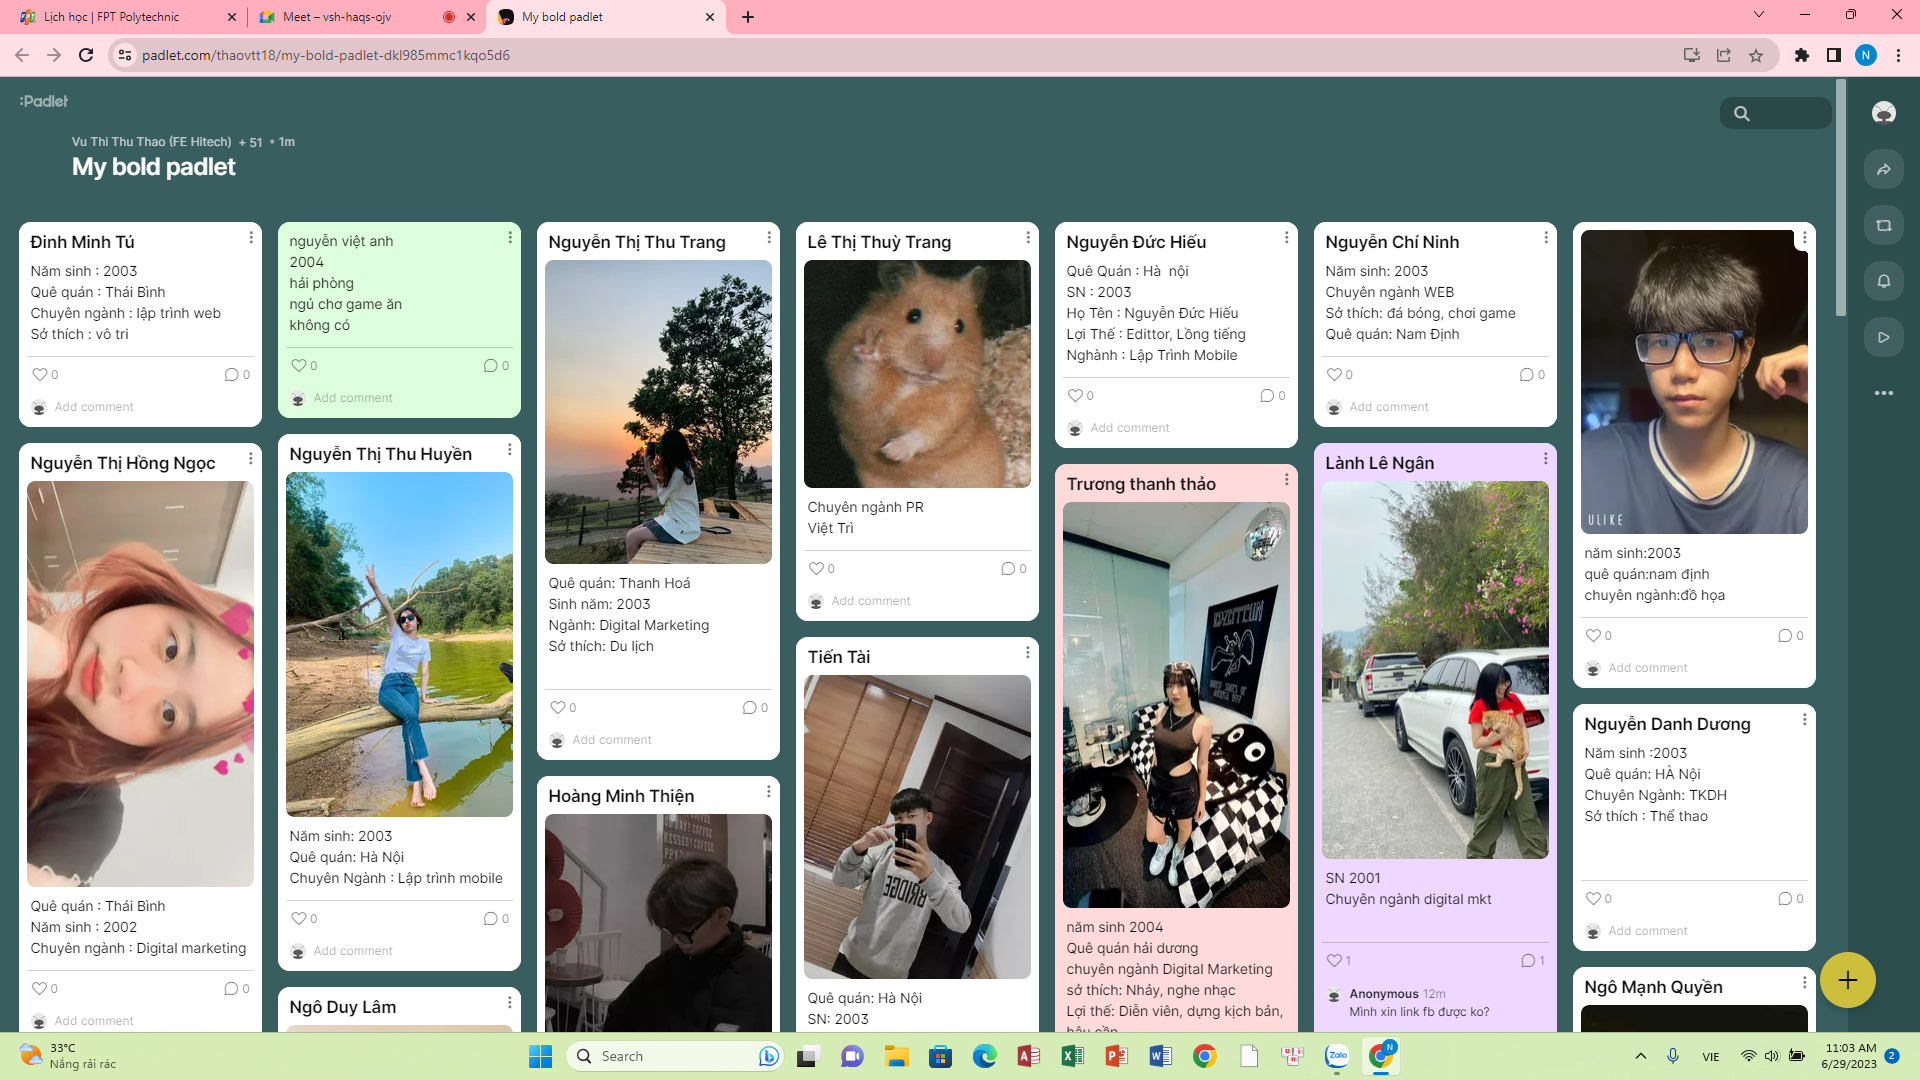 Lịch học | FPT Polytechnic
Meet – vsh-haqs-ojv
My bold padlet
padlet.com/thaovtt18/my-bold-padlet-dkl985mmc1kqo5d6
N
:Padlet
Vu Thi Thu Thao (FE Hitech) + 51 • 1m
My bold padlet
Đinh Minh Tú
Năm sinh : 2003
Quê quán : Thái Bình
Chuyên ngành : lập trình web
Sở thích : vô tri
0
0
Add comment
Nguyễn Thị Hồng Ngọc
Quê quán : Thái Bình
Năm sinh : 2002
Chuyên ngành : Digital marketing
0
0
Add comment
nguyễn việt anh
2004
hải phòng
ngủ chơ game ăn
không có
0
0
Add comment
Nguyễn Thị Thu Huyền
Năm sinh: 2003
Quê quán: Hà Nội
Chuyên Ngành : Lập trình mobile
0
0
Add comment
Ngô Duy Lâm
Nguyễn Thị Thu Trang
Quê quán: Thanh Hoá
Sinh năm: 2003
Ngành: Digital Marketing
Sở thích: Du lịch
0
0
Add comment
Hoàng Minh Thiện
Lê Thị Thuỳ Trang
Chuyên ngành PR
Việt Trì
0
0
Add comment
Tiến Tài
BRIDGE
Quê quán: Hà Nội
SN: 2003
Nguyễn Đức Hiếu
Quê Quán : Hà nội
SN : 2003
Họ Tên : Nguyễn Đức Hiếu
Lợi Thế : Edittor, Lồng tiếng
Nghành : Lập Trình Mobile
0
0
Add comment
Trương thanh thảo
năm sinh 2004
Quê quán hải dương
chuyên ngành Digital Marketing
sở thích: Nhảy, nghe nhạc
Lợi thế: Diễn viên, dựng kịch bản,
hậu cần
Nguyễn Chí Ninh
Năm sinh: 2003
Chuyên ngành WEB
Sở thích: đá bóng, chơi game
Quê quán: Nam Định
0
0
Add comment
Lành Lê Ngân
SN 2001
Chuyên ngành digital mkt
1
1
Anonymous 12m
Mình xin link fb được ko?
ULIKE
năm sinh:2003
quê quán:nam định
chuyên ngành:đồ họa
0
0
Add comment
Nguyễn Danh Dương
Năm sinh :2003
Quê quán: HÀ Nội
Chuyên Ngành: TKDH
Sở thích : Thể thao
0
0
Add comment
Ngô Mạnh Quyền
33°C
Nắng rải rác
Search
Zalo
N
VIE
11:03 AM
6/29/2023
2